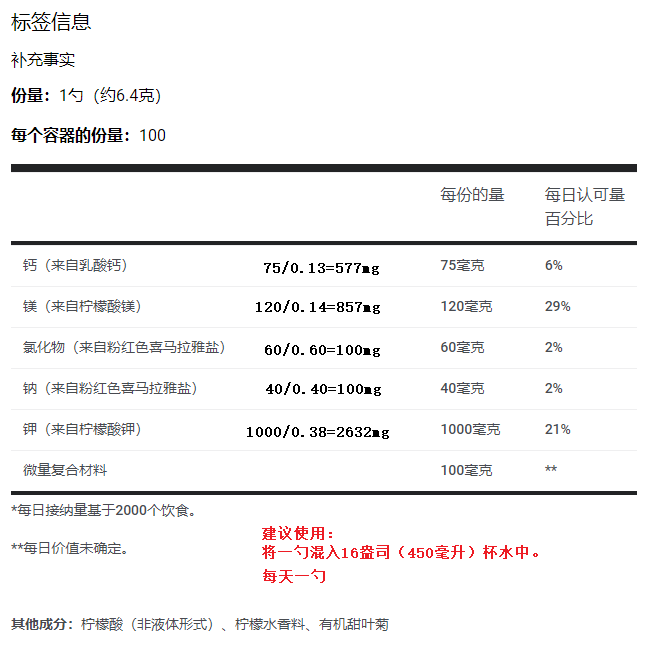 标签信息
补充事实
份量：1勺（约6.4克）
每个容器的份量：100
每份的量 每日认可量百分比
钙（来自乳酸钙） 75/0.13=577mg 75毫克 6%
镁（来自柠檬酸镁） 120/0.14=857mg 120毫克 29%
氯化物（来自粉红色喜马拉雅盐） 60/0.60=100mg 60毫克 2%
钠（来自粉红色喜马拉雅盐） 40/0.40=100mg 40毫克 2%
钾（来自柠檬酸钾） 1000/0.38=2632mg 1000毫克 21%
微量复合材料 100毫克 **
*每日接纳量基于2000个饮食。
**每日价值未确定。
建议使用：
将一勺混入16盎司（450毫升）杯水中。
每天一勺
其他成分：柠檬酸（非液体形式）、柠檬水香料、有机甜叶菊